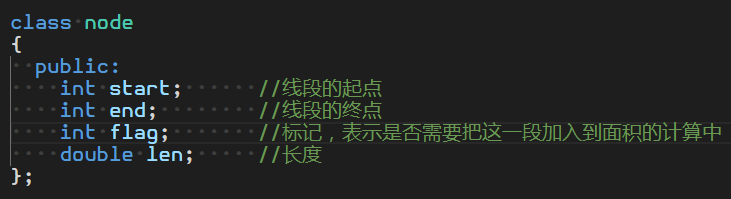 class node
{
public:
int start; //线段的起点
int end; //线段的终点
int flag; //标记，表示是否需要把这一段加入到面积的计算中
double len; //长度
};